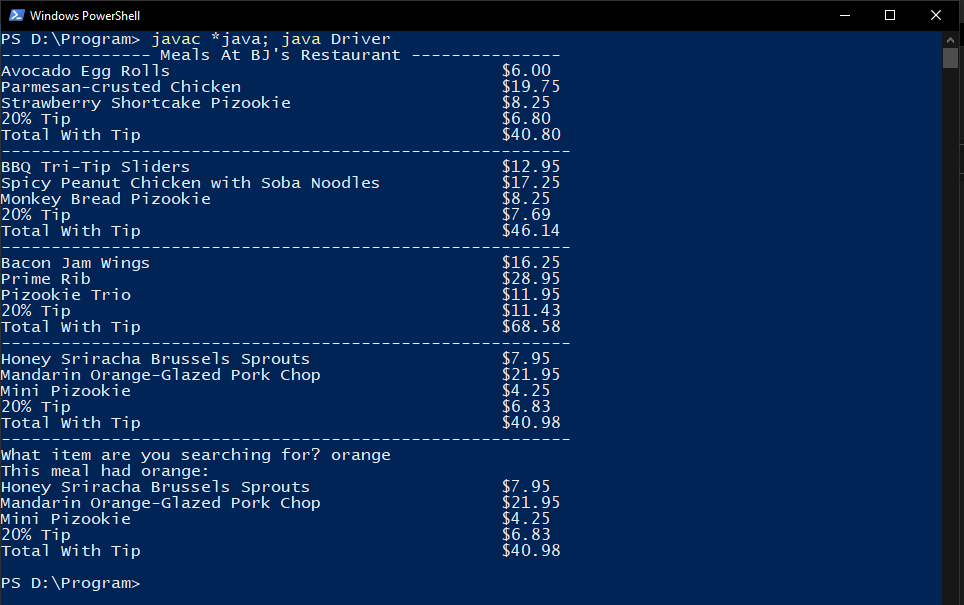 Windows PowerShell
PS D:\Program> javac *java; java Driver
--------------- Meals At BJ's Restaurant ---------------
Avocado Egg Rolls $6.00
Parmesan-crusted Chicken $19.75
Strawberry Shortcake Pizookie $8.25
20% Tip $6.80
Total With Tip $40.80
---------------------------------------------------------
BBQ Tri-Tip Sliders $12.95
Spicy Peanut Chicken with Soba Noodles $17.25
Monkey Bread Pizookie $8.25
20% Tip $7.69
Total With Tip $46.14
---------------------------------------------------------
Bacon Jam Wings $16.25
Prime Rib $28.95
Pizookie Trio $11.95
20% Tip $11.43
Total With Tip $68.58
---------------------------------------------------------
Honey Sriracha Brussels Sprouts $7.95
Mandarin Orange-Glazed Pork Chop $21.95
Mini Pizookie $4.25
20% Tip $6.83
Total With Tip $40.98
---------------------------------------------------------
What item are you searching for? orange
This meal had orange:
Honey Sriracha Brussels Sprouts $7.95
Mandarin Orange-Glazed Pork Chop $21.95
Mini Pizookie $4.25
20% Tip $6.83
Total With Tip $40.98
PS D:\Program>